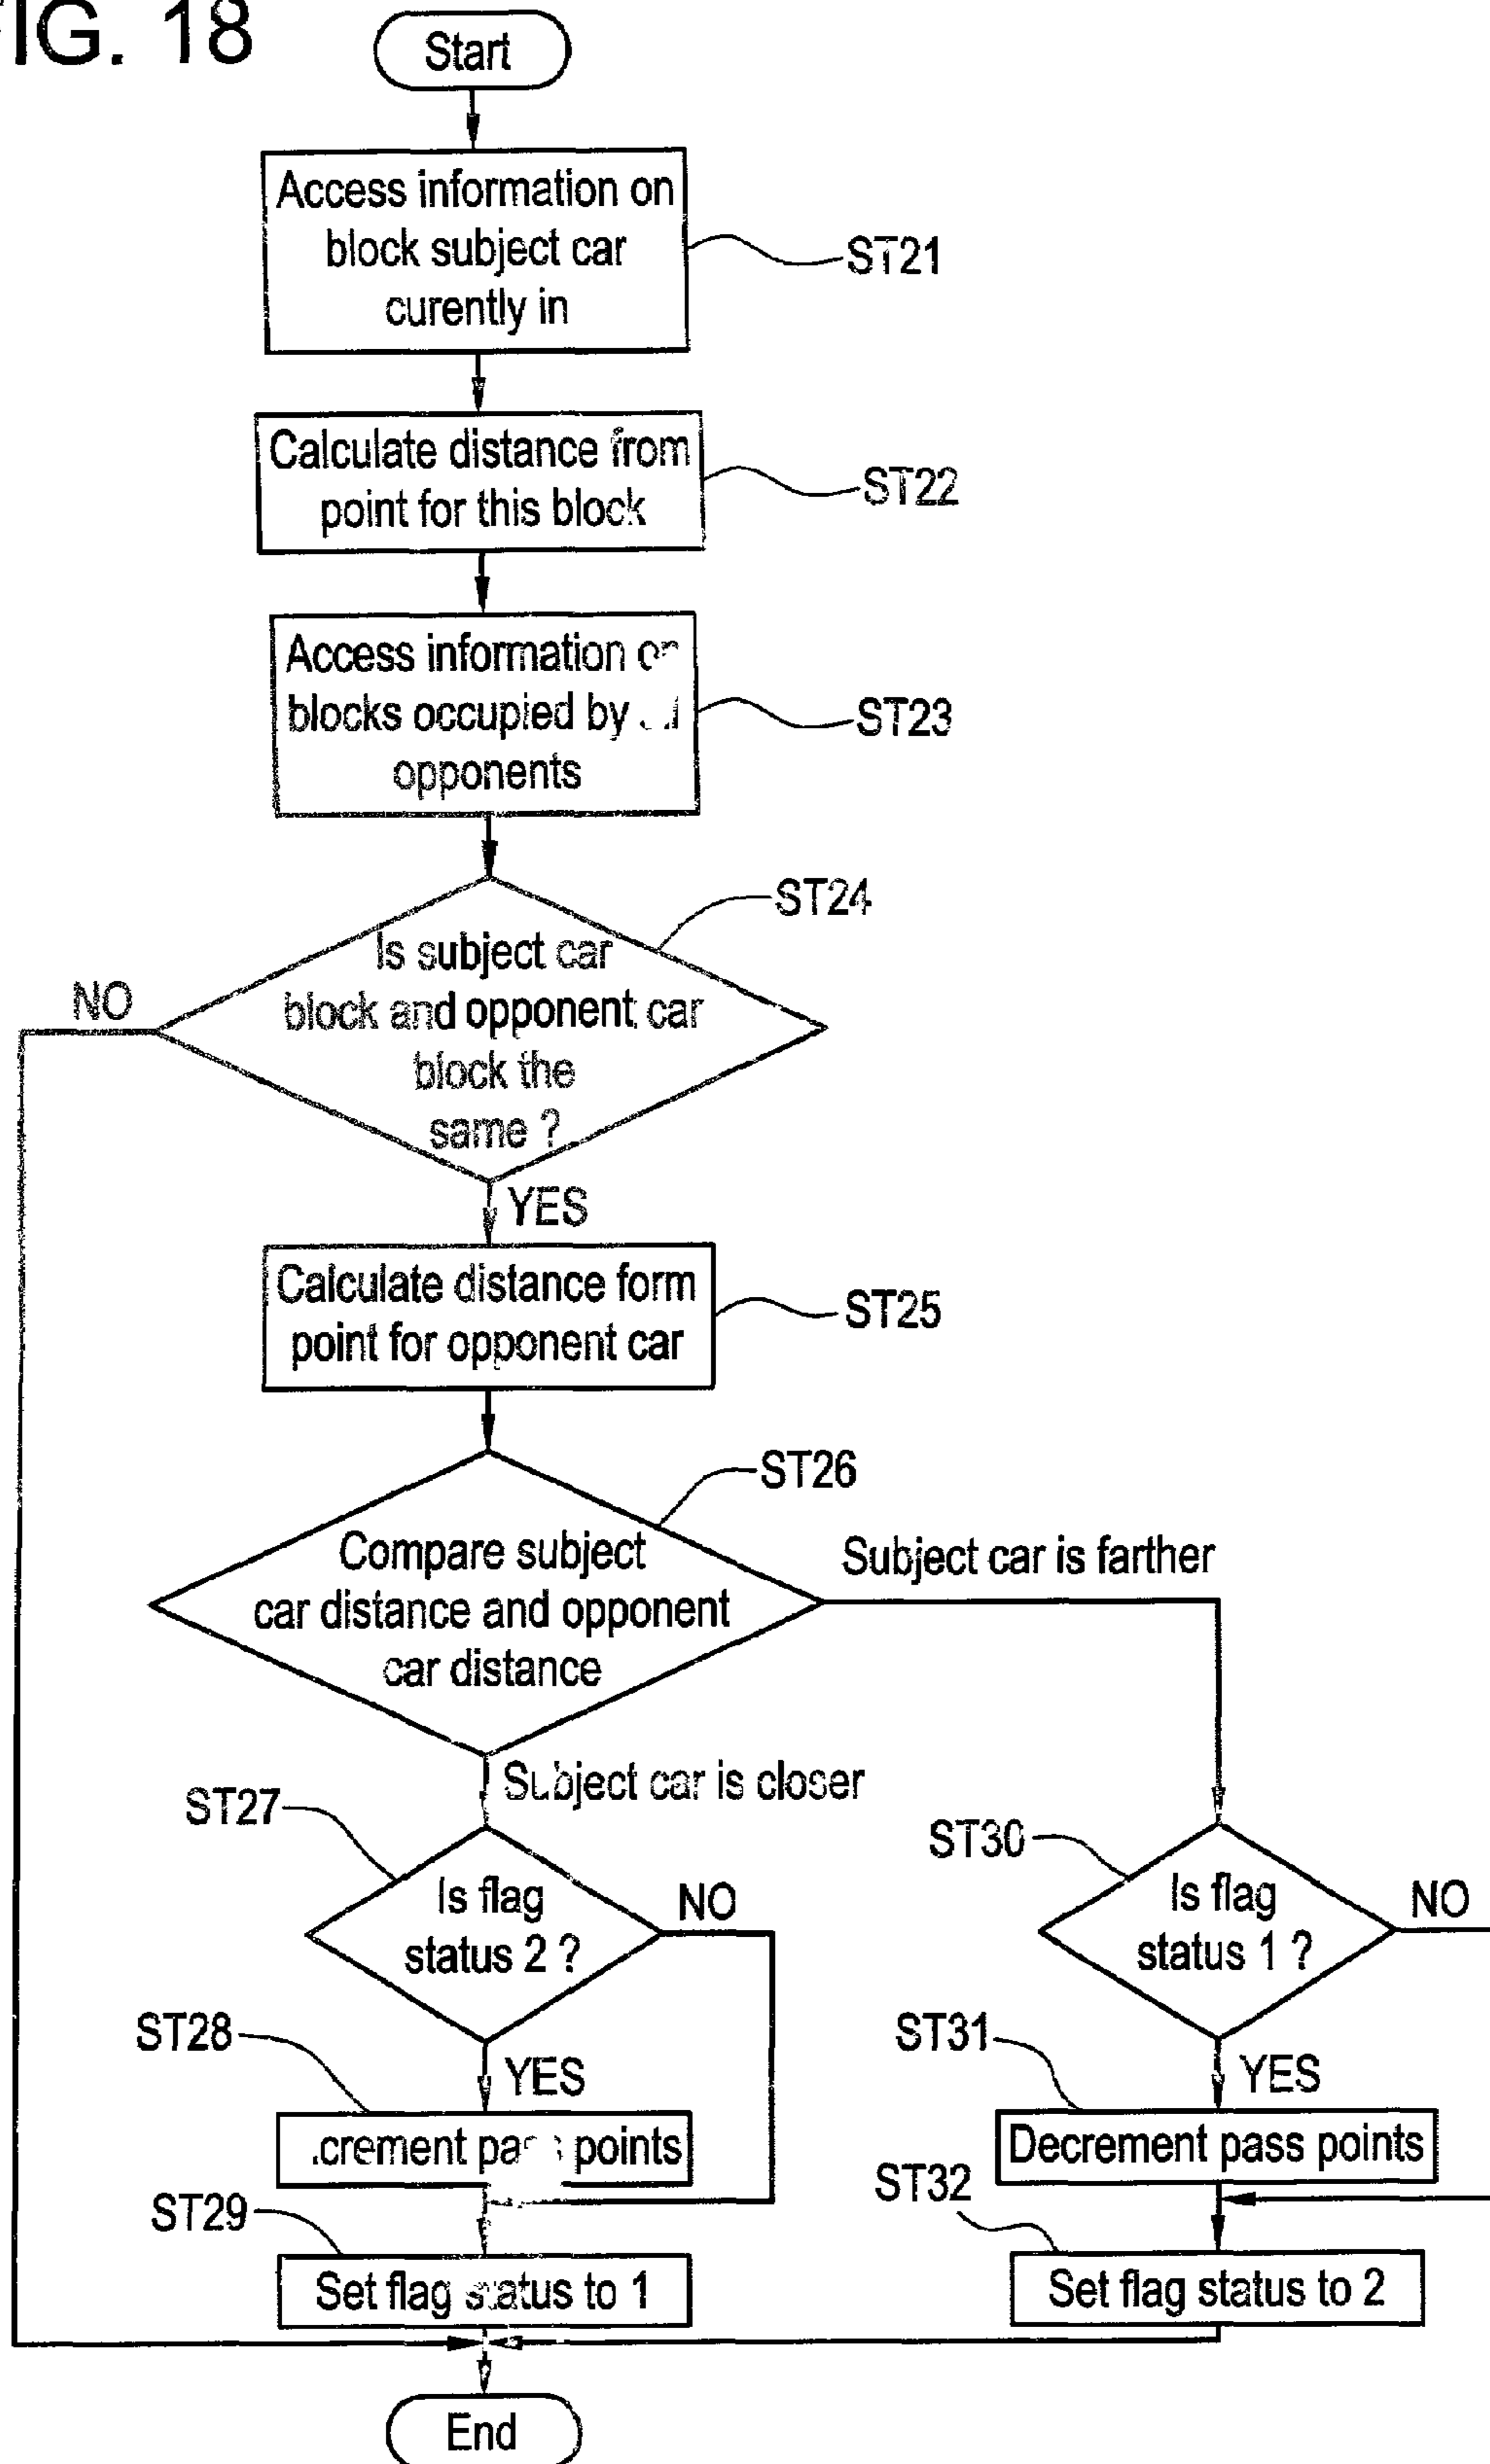 FIG. 18
Start
Access information on
block subject car
curently in
ST21
Calculate distance from
point for this block
ST22
Access information on
blocks occupied by
opponents
ST23
ST24
Is subject car
block and opponent car
block the
same ?
NO
YES
Calculate distance form
point for opponent car
ST25
ST26
Compare subject
car distance and opponent
car distance
Subject car is farther
Subject car is closer
ST27
Is flag
status 2 ?
NO
ST30
Is flag
status 1 ?
NO
ST28
YES
ST31
YES
crement pass points
Decrement pass points
ST29
ST32
Set flag status to 1
Set flag status to 2
End